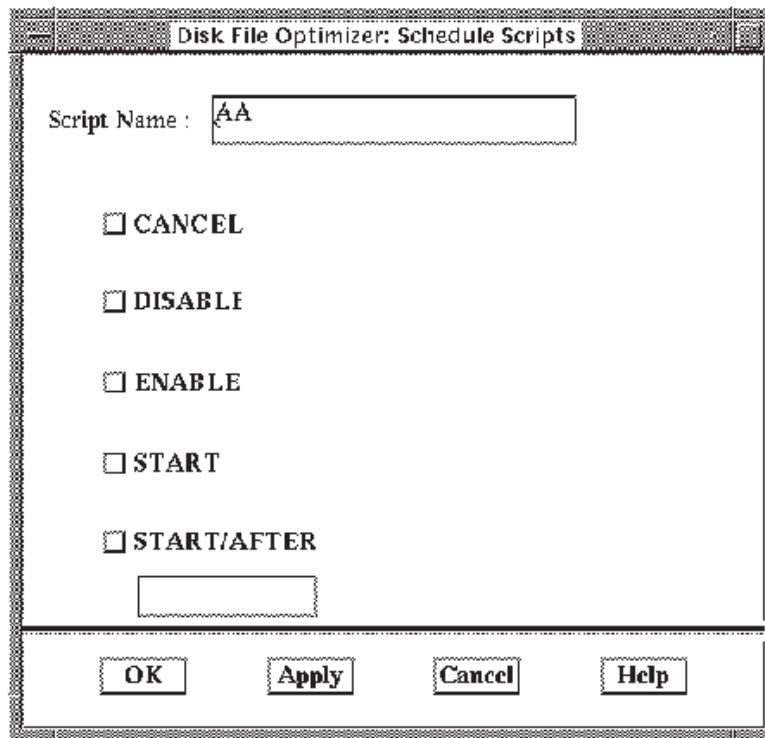 Disk File Optimizer: Schedule Scripts
Script Name : AA
CANCEL
DISABLE
ENABLE
START
START/AFTER
OK Apply Cancel Help